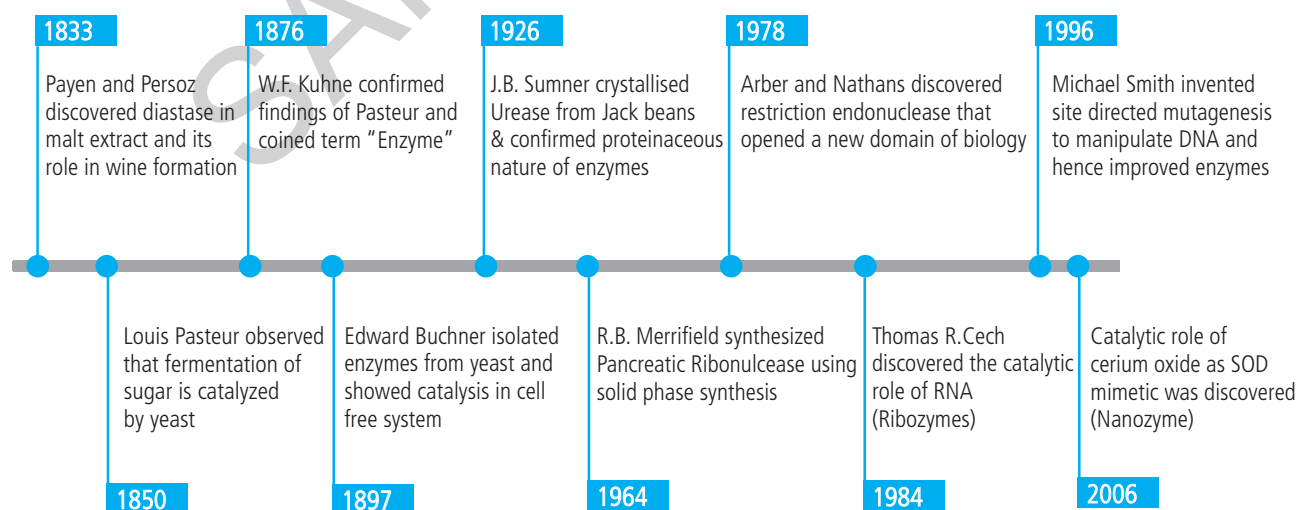 1833
Payen and Persoz
discovered diastase in
malt extract and its
role in wine formation
1876
W.F. Kuhne confirmed
findings of Pasteur and
coined term “Enzyme”
1926
J.B. Sumner crystallised
Urease from Jack beans
& confirmed proteinaceous
nature of enzymes
1978
Arber and Nathans discovered
restriction endonuclease that
opened a new domain of biology
1996
Michael Smith invented
site directed mutagenesis
to manipulate DNA and
hence improved enzymes
Louis Pasteur observed
that fermentation of
sugar is catalyzed
by yeast
1850
Edward Buchner isolated
enzymes from yeast and
showed catalysis in cell
free system
1897
R.B. Merrifield synthesized
Pancreatic Ribonulcease using
solid phase synthesis
1964
Thomas R.Cech
discovered the catalytic
role of RNA
(Ribozymes)
1984
Catalytic role of
cerium oxide as SOD
mimetic was discovered
(Nanozyme)
2006